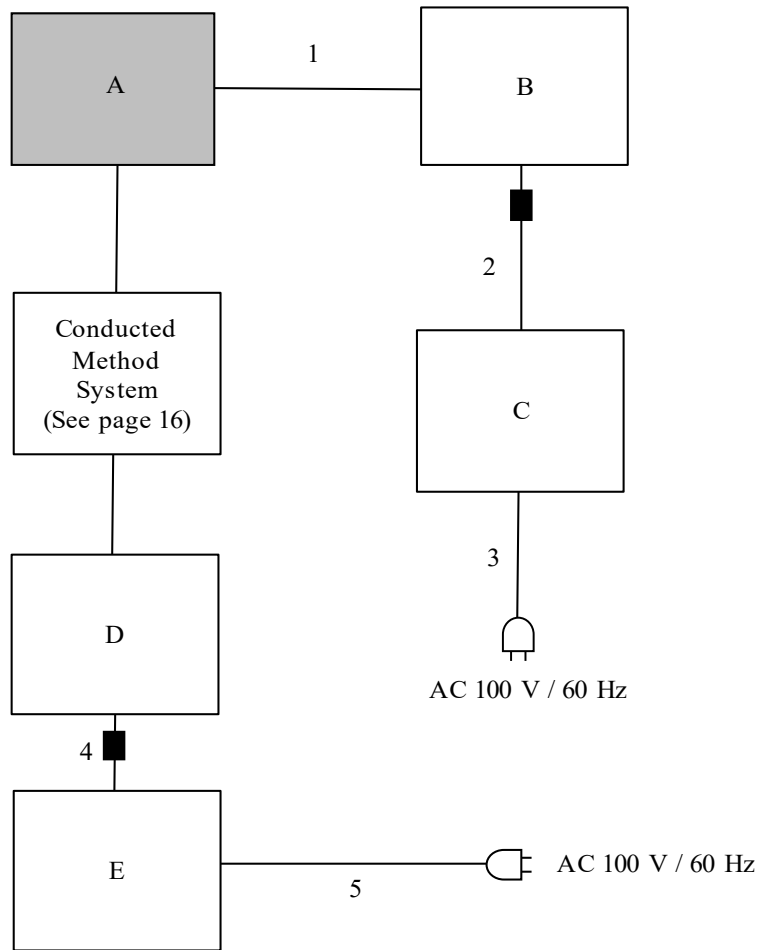 A
1
B
2
Conducted
Method
System
(See page 16)
C
3
D
AC 100 V / 60 Hz
4
E
5
AC 100 V / 60 Hz